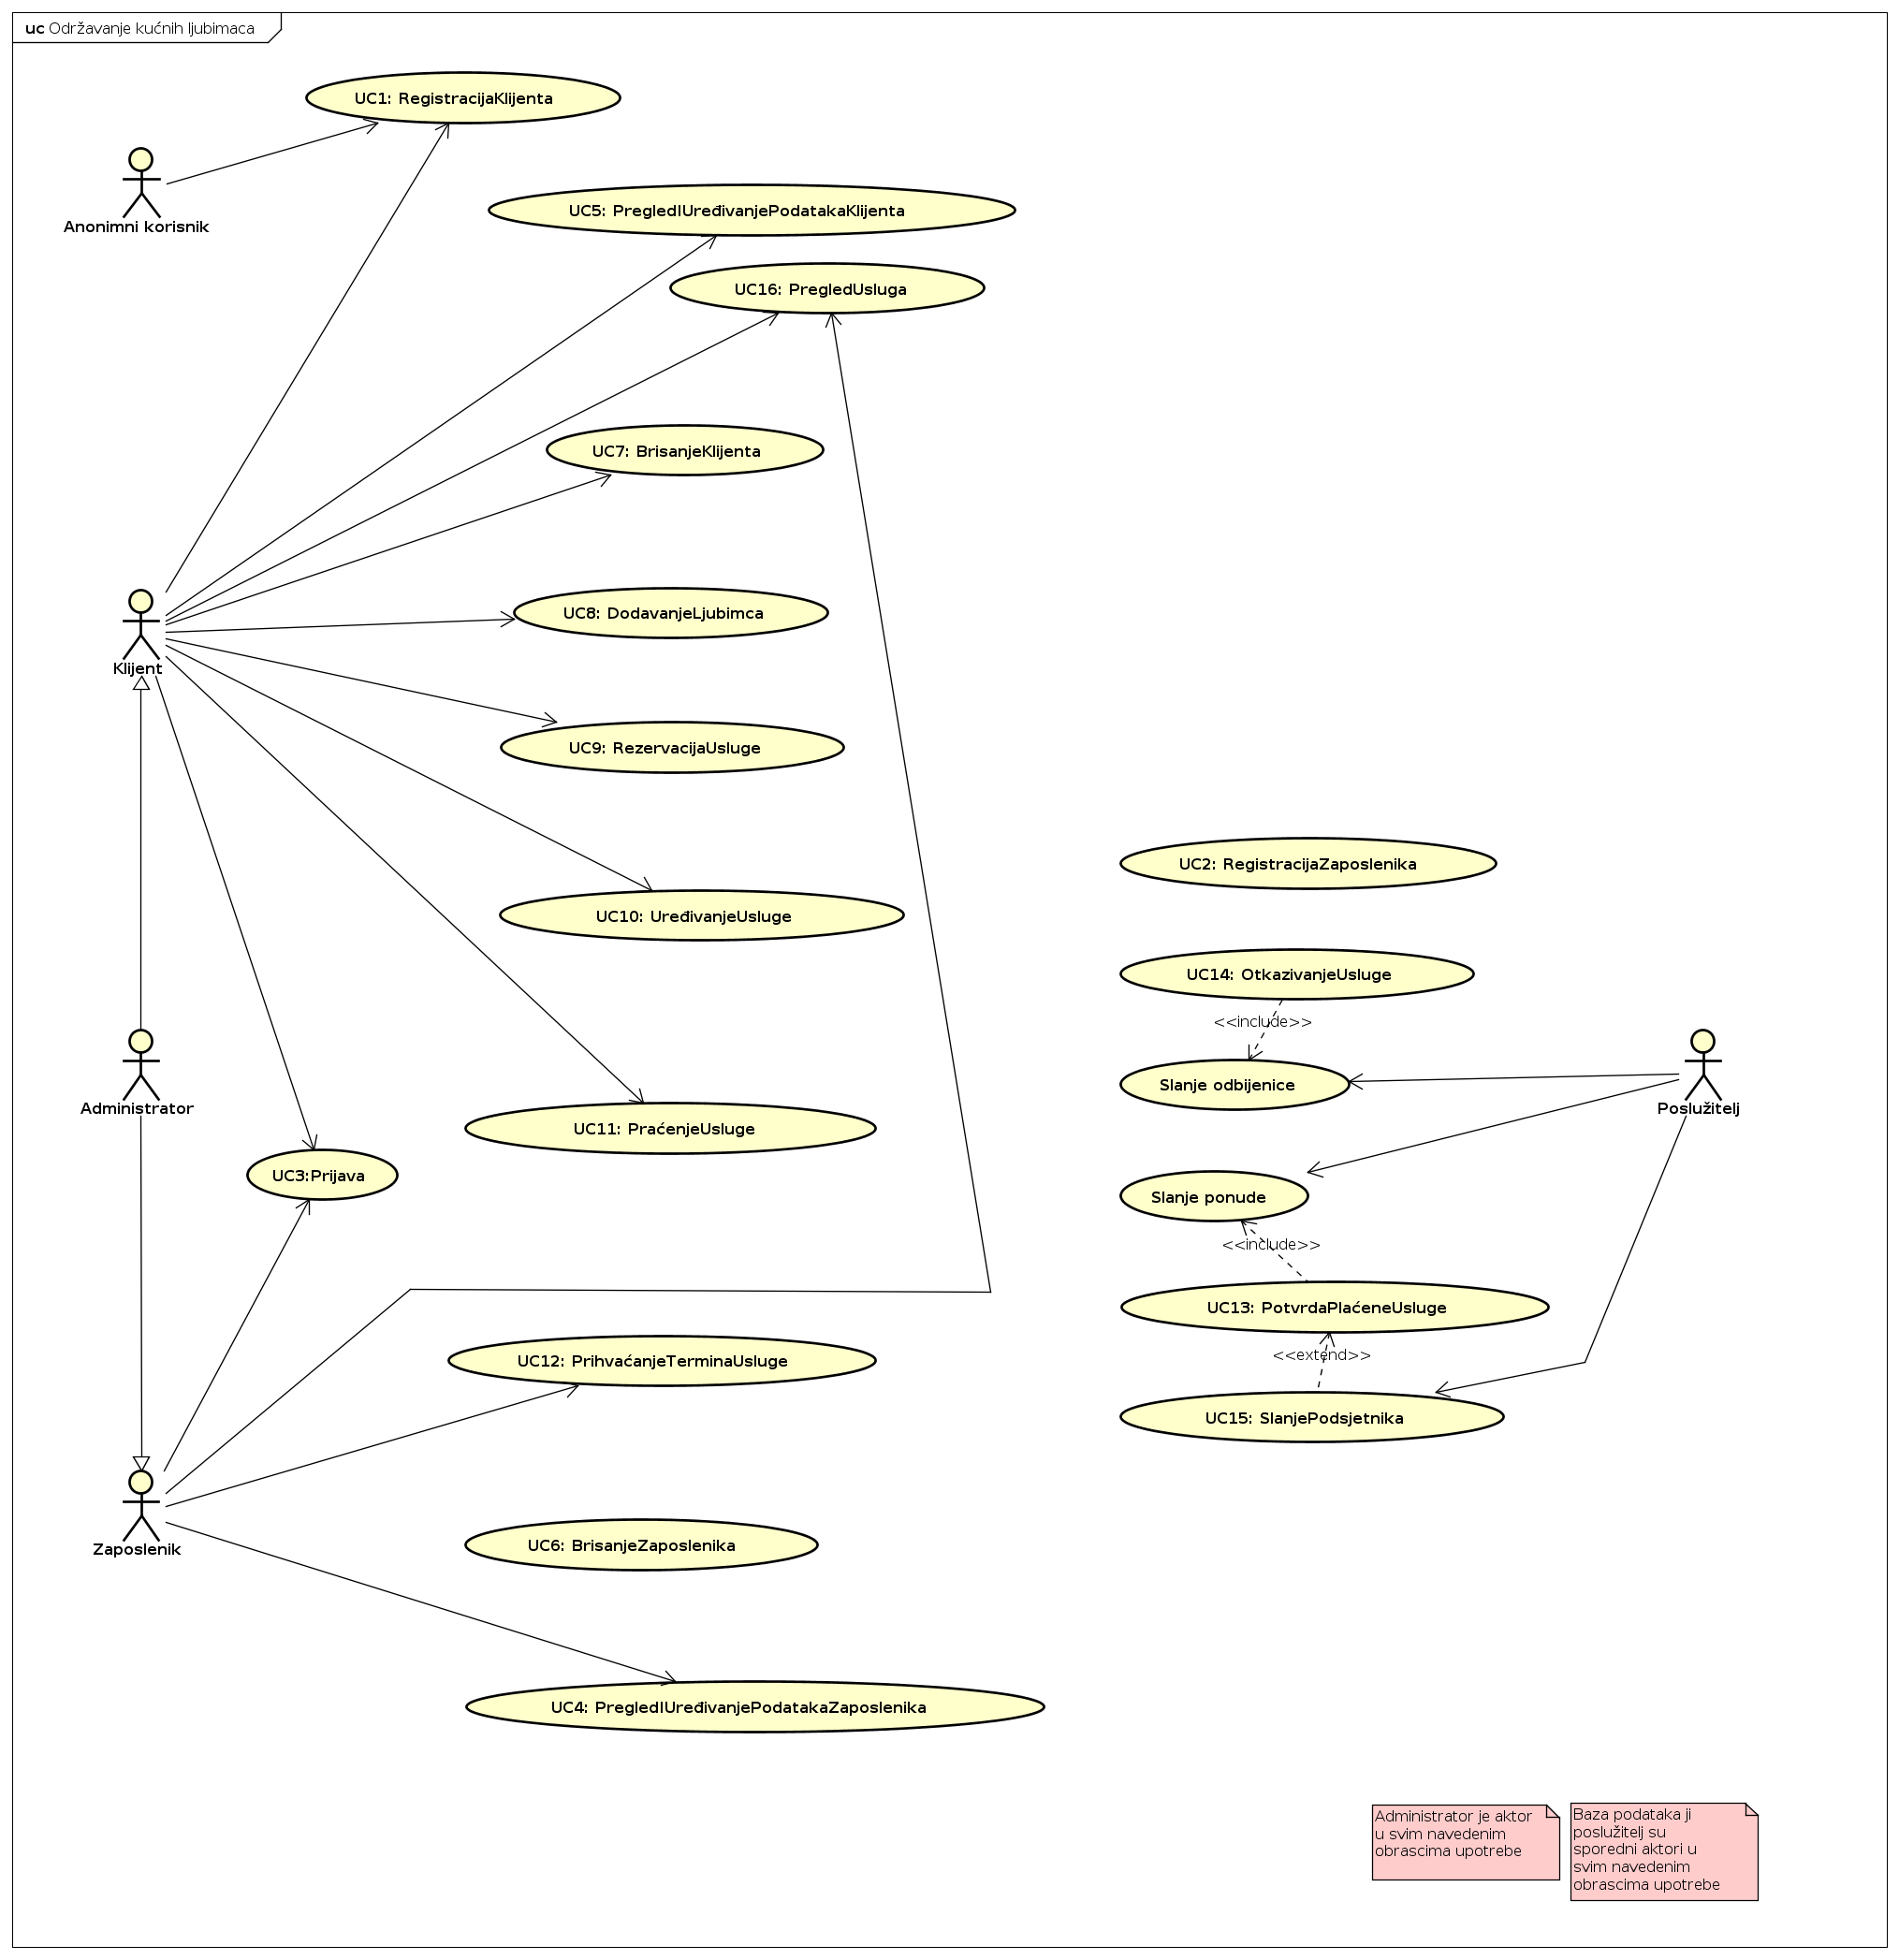 uc Održavanje kućnih ljubimaca
UC1: RegistracijaKlijenta
Anonimni korisnik
UC5: PregledIUređivanjePodatakaKlijenta
UC16: PregledUsluga
UC7: BrisanjeKlijenta
UC8: DodavanjeLjubimca
Klijent
UC9: RezervacijaUsluge
UC2: RegistracijaZaposlenika
UC10: UređivanjeUsluge
UC14: OtkazivanjeUsluge
<<include>>
Slanje odbijenice
Administrator
Poslužitelj
UC11: PraćenjeUsluge
UC3:Prijava
Slanje ponude
<<include>>
UC13: PotvrdaPlaćeneUsluge
<<extend>>
UC12: PrihvaćanjeTerminaUsluge
UC15: SlanjePodsjetnika
UC6: BrisanjeZaposlenika
Zaposlenik
UC4: PregledIUređivanjePodatakaZaposlenika
Administrator je aktor
u svim navedenim
obrascima upotrebe
Baza podataka ji
poslužitelj su
sporedni aktori u
svim navedenim
obrascima upotrebe